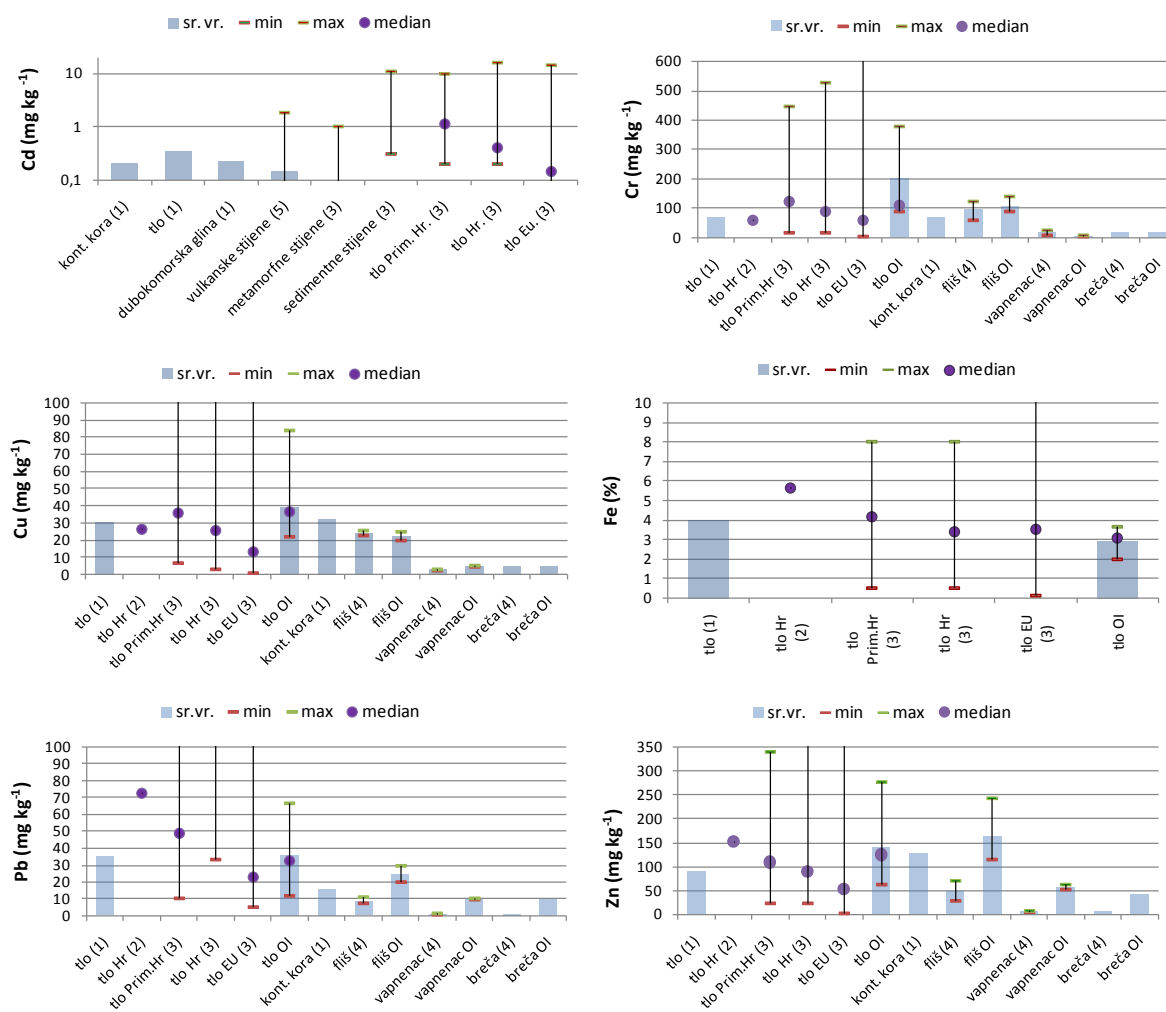 sr.vr. min max median
Cd (mg kg⁻¹)
10
1
0,1
kont. kora (1)
tlo (1)
dubokomorska glina (1)
vulkanske stijene (5)
metamorfne stijene (3)
sedimentne stijene (3)
tlo Prim. Hr. (3)
tlo Hr. (3)
tlo Eu. (3)
sr.vr. min max median
Cr (mg kg⁻¹)
600
500
400
300
200
100
0
tlo (1)
tlo Hr (2)
tlo Prim.Hr (3)
tlo Hr (3)
tlo EU (3)
tlo OI
kont. kora (1)
fliš (4)
fliš OI
vapnenac (4)
vapnenac OI
breča (4)
breča OI
sr.vr. min max median
Cu (mg kg⁻¹)
100
90
80
70
60
50
40
30
20
10
0
tlo (1)
tlo Hr (2)
tlo Prim.Hr (3)
tlo Hr (3)
tlo EU (3)
tlo OI
kont. kora (1)
fliš (4)
fliš OI
vapnenac (4)
vapnenac OI
breča (4)
breča OI
sr.vr. min max median
Fe (%)
10
9
8
7
6
5
4
3
2
1
0
tlo (1)
tlo Hr
(2)
tlo
Prim.Hr
(3)
tlo Hr
(3)
tlo EU
(3)
tlo OI
sr.vr. min max median
Pb (mg kg⁻¹)
100
90
80
70
60
50
40
30
20
10
0
tlo (1)
tlo Hr (2)
tlo Prim.Hr (3)
tlo Hr (3)
tlo EU (3)
tlo OI
kont. kora (1)
fliš (4)
fliš OI
vapnenac (4)
vapnenac OI
breča (4)
breča OI
sr.vr. min max median
Zn (mg kg⁻¹)
350
300
250
200
150
100
50
0
tlo (1)
tlo Hr (2)
tlo Prim.Hr (3)
tlo Hr (3)
tlo EU (3)
tlo OI
kont. kora (1)
fliš (4)
fliš OI
vapnenac (4)
vapnenac OI
breča (4)
breča OI